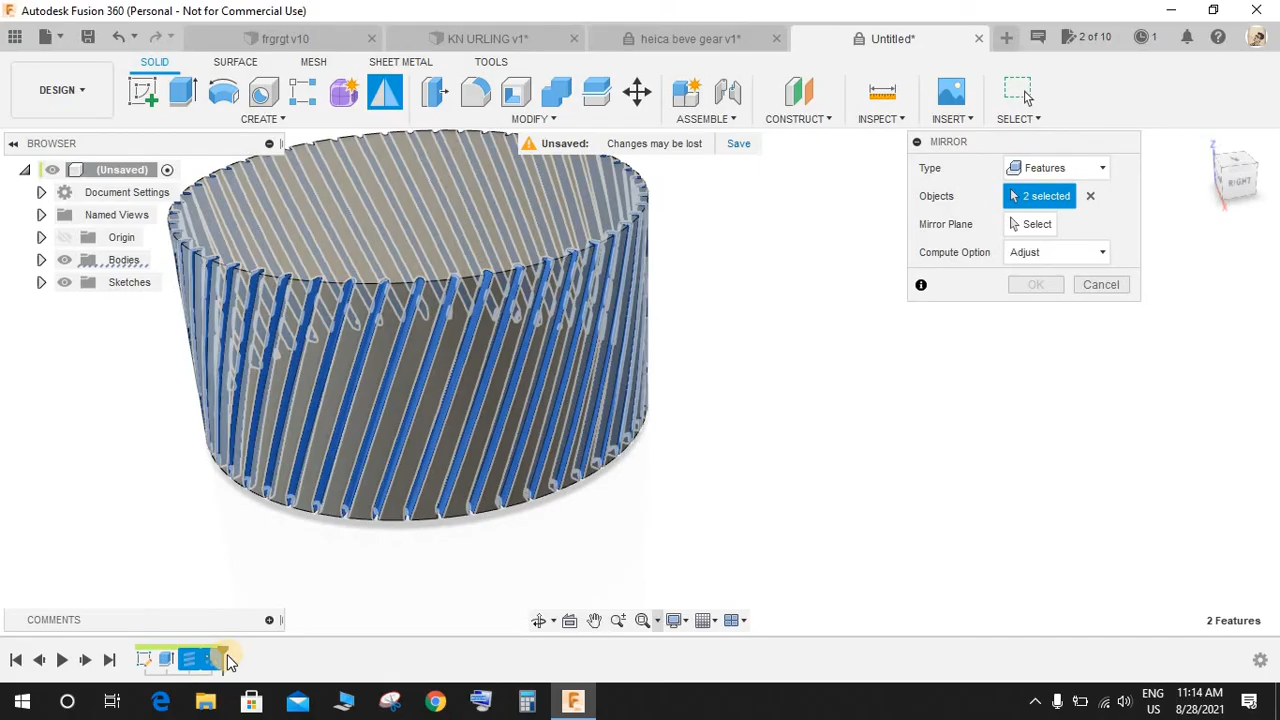 Autodesk Fusion 360 (Personal - Not for Commercial Use)
frgrgt v10
KN URLING v1*
heica beve gear v1*
Untitled*
2 of 10
1
SOLID
SURFACE
MESH
SHEET METAL
TOOLS
DESIGN
CREATE
MODIFY
ASSEMBLE
CONSTRUCT
INSPECT
INSERT
SELECT
BROWSER
Unsaved: Changes may be lost Save
(Unsaved)
Document Settings
Named Views
Origin
Bodies
Sketches
MIRROR
Type Features
Objects 2 selected
Mirror Plane Select
Compute Option Adjust
OK Cancel
RIGHT
Z
COMMENTS
2 Features
ENG
US
11:14 AM
8/28/2021